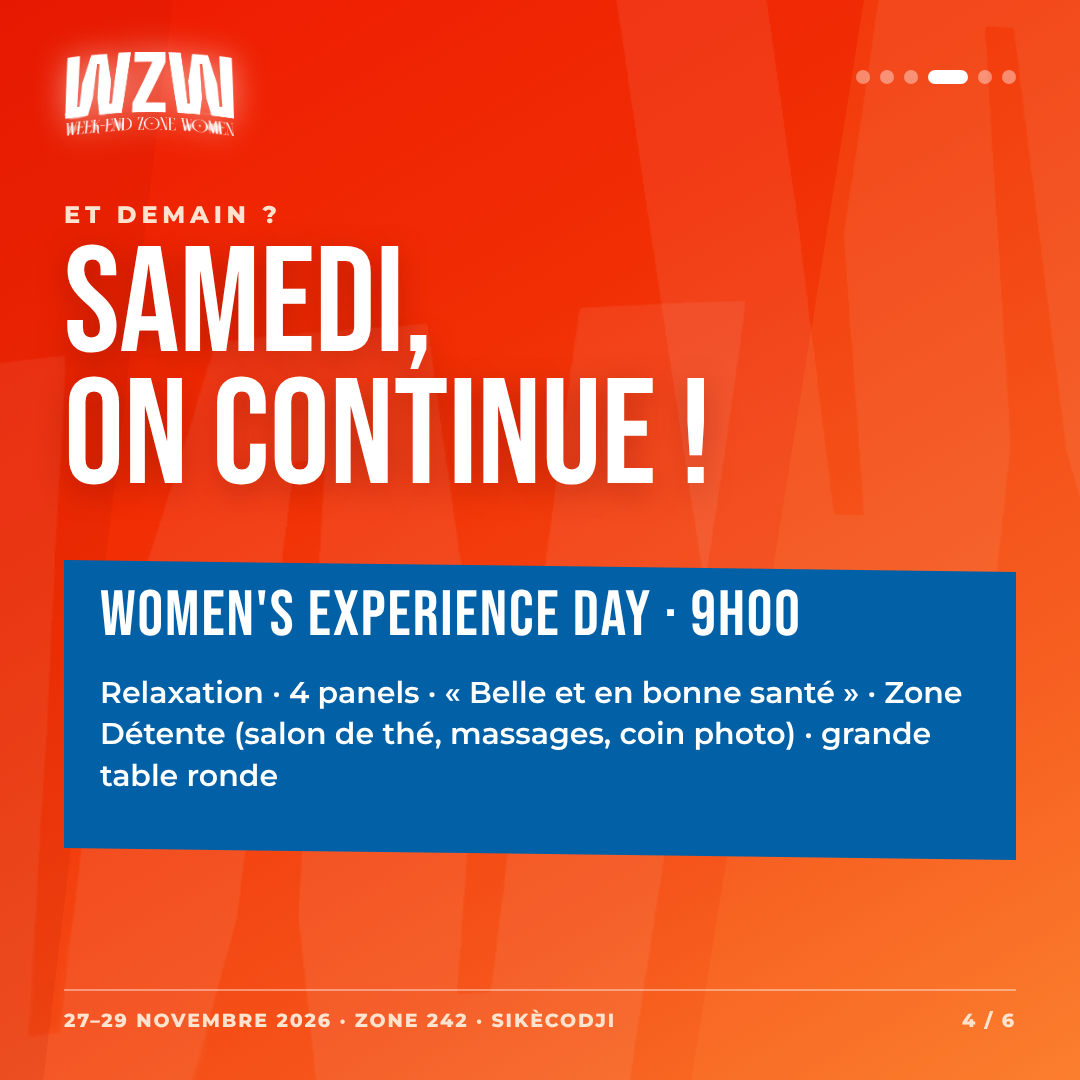 WZW
WEEK-END ZONE WOMEN
ET DEMAIN ?
SAMEDI,
ON CONTINUE !
WOMEN'S EXPERIENCE DAY · 9H00
Relaxation · 4 panels · « Belle et en bonne santé » · Zone
Détente (salon de thé, massages, coin photo) · grande
table ronde
27–29 NOVEMBRE 2026 · ZONE 242 · SIKÈCODJI
4 / 6